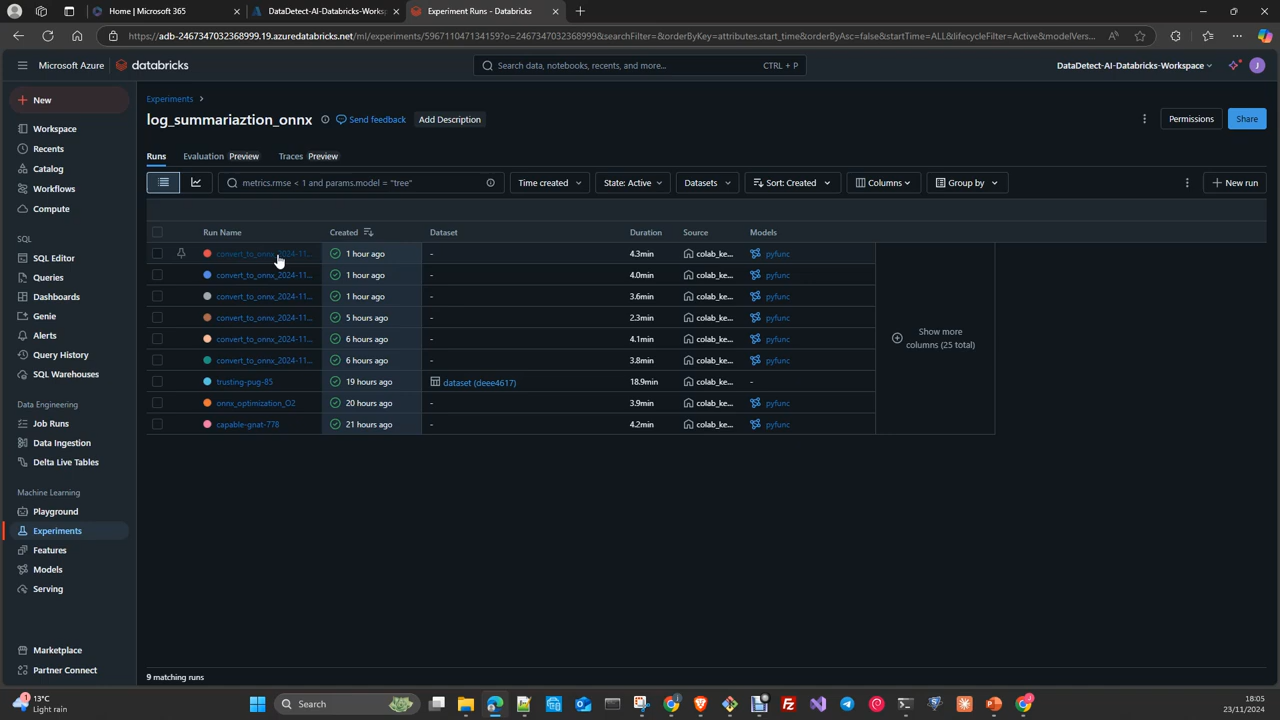 Home | Microsoft 365
DataDetect-AI-Databricks-Worksp
Experiment Runs - Databricks
https://adb-2467347032368999.19.azuredatabricks.net/ml/experiments/596711047134159?o=2467347032368999&searchFilter=&orderByKey=attributes.start_time&orderByAsc=false&startTime=ALL&lifecycleFilter=Active&modelVers...
Microsoft Azure
databricks
Search data, notebooks, recents, and more...
CTRL + P
DataDetect-AI-Databricks-Workspace
J
New
Workspace
Recents
Catalog
Workflows
Compute
SQL
SQL Editor
Queries
Dashboards
Genie
Alerts
Query History
SQL Warehouses
Data Engineering
Job Runs
Data Ingestion
Delta Live Tables
Machine Learning
Playground
Experiments
Features
Models
Serving
Marketplace
Partner Connect
Experiments
log_summariaztion_onnx
Send feedback
Add Description
Permissions
Share
Runs
Evaluation Preview
Traces Preview
metrics.rmse < 1 and params.model = "tree"
Time created
State: Active
Datasets
Sort: Created
Columns
Group by
New run
Run Name Created Dataset Duration Source Models
convert_to_onnx_2024-11... 1 hour ago - 4.3min colab_ke... pyfunc
convert_to_onnx_2024-11... 1 hour ago - 4.0min colab_ke... pyfunc
convert_to_onnx_2024-11... 1 hour ago - 3.6min colab_ke... pyfunc
convert_to_onnx_2024-11... 5 hours ago - 2.3min colab_ke... pyfunc
convert_to_onnx_2024-11... 6 hours ago - 4.1min colab_ke... pyfunc
convert_to_onnx_2024-11... 6 hours ago - 3.8min colab_ke... pyfunc
trusting-pug-85 19 hours ago dataset (deee4617) 18.9min colab_ke... -
onnx_optimization_O2 20 hours ago - 3.9min colab_ke... pyfunc
capable-gnat-778 21 hours ago - 4.2min colab_ke... pyfunc
Show more
columns (25 total)
9 matching runs
1
13°C
Light rain
Search
18:05
23/11/2024